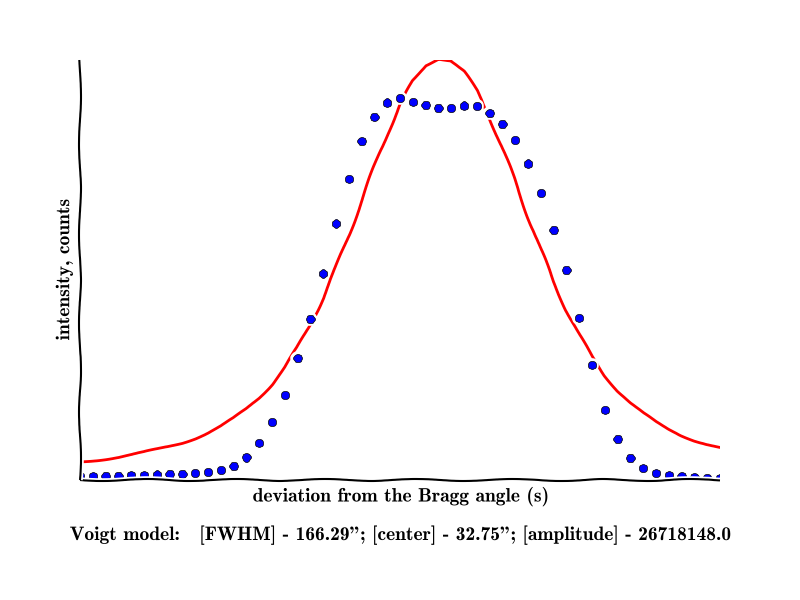 intensity, counts
deviation from the Bragg angle (s)
Voigt model: [FWHM] - 166.29”; [center] - 32.75”; [amplitude] - 26718148.0